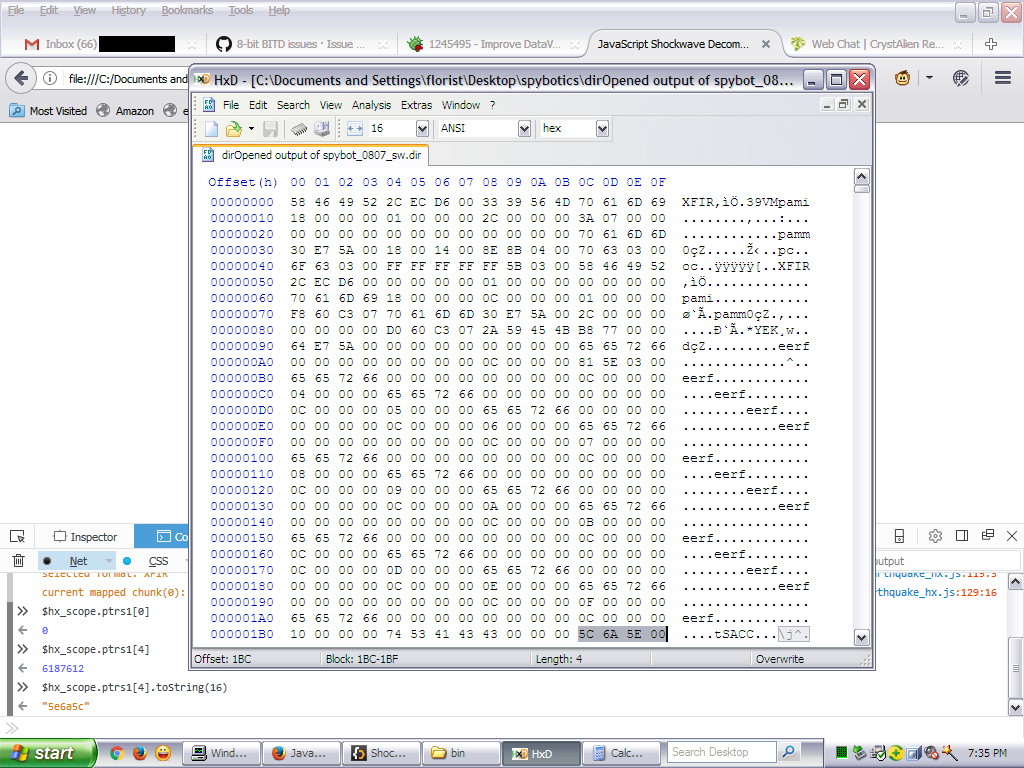 File Edit View History Bookmarks Tools Help
Inbox (66)
8-bit BITD issues · Issue ...
1245495 - Improve DataV...
JavaScript Shockwave Decom...
Web Chat | CrystAlien Re...
file:///C:/Documents and
Most Visited Amazon e
HxD - [C:\Documents and Settings\florist\Desktop\spybotics\dirOpened output of spybot_08...
File Edit Search View Analysis Extras Window ?
16 ANSI hex
dirOpened output of spybot_0807_sw.dir
Offset(h) 00 01 02 03 04 05 06 07 08 09 0A 0B 0C 0D 0E 0F
00000000 58 46 49 52 2C EC D6 00 33 39 56 4D 70 61 6D 69 XFIR,ìÖ.39VMpami
00000010 18 00 00 00 01 00 00 00 2C 00 00 00 3A 07 00 00 ........,...:...
00000020 00 00 00 00 00 00 00 00 00 00 00 00 70 61 6D 6D ............pamm
00000030 30 E7 5A 00 18 00 14 00 8E 8B 04 00 70 63 03 00 0çZ.....Ž‹..pc..
00000040 6F 63 03 00 FF FF FF FF FF FF 5B 03 00 58 46 49 52 oc..ÿÿÿÿÿ[..XFIR
00000050 2C EC D6 00 00 00 00 00 01 00 00 00 00 00 00 00 ,ìÖ.............
00000060 70 61 6D 69 18 00 00 00 0C 00 00 00 01 00 00 00 pami............
00000070 F8 60 C3 07 70 61 6D 6D 30 E7 5A 00 2C 00 00 00 ø`Ã.pamm0çZ.,...
00000080 00 00 00 00 D0 60 C3 07 2A 59 45 4B B8 77 00 00 ....Ð`Ã.*YEK¸w..
00000090 64 E7 5A 00 00 00 00 00 00 00 00 00 65 65 72 66 dçZ.........eerf
000000A0 00 00 00 00 00 00 00 00 0C 00 00 00 81 5E 03 00 .............^..
000000B0 65 65 72 66 00 00 00 00 00 00 00 00 0C 00 00 00 eerf............
000000C0 04 00 00 00 65 65 72 66 00 00 00 00 00 00 00 00 ....eerf........
000000D0 0C 00 00 00 05 00 00 00 65 65 72 66 00 00 00 00 ........eerf....
000000E0 00 00 00 00 0C 00 00 00 06 00 00 00 65 65 72 66 ............eerf
000000F0 00 00 00 00 00 00 00 00 0C 00 00 00 07 00 00 00 ................
00000100 65 65 72 66 00 00 00 00 00 00 00 00 0C 00 00 00 eerf............
00000110 08 00 00 00 65 65 72 66 00 00 00 00 00 00 00 00 ....eerf........
00000120 0C 00 00 00 09 00 00 00 65 65 72 66 00 00 00 00 ........eerf....
00000130 00 00 00 00 0C 00 00 00 0A 00 00 00 65 65 72 66 ............eerf
00000140 00 00 00 00 00 00 00 00 0C 00 00 00 0B 00 00 00 ................
00000150 65 65 72 66 00 00 00 00 00 00 00 00 0C 00 00 00 eerf............
00000160 0C 00 00 00 65 65 72 66 00 00 00 00 00 00 00 00 ....eerf........
00000170 0C 00 00 00 0D 00 00 00 65 65 72 66 00 00 00 00 ........eerf....
00000180 00 00 00 00 0C 00 00 00 0E 00 00 00 65 65 72 66 ............eerf
00000190 00 00 00 00 00 00 00 00 0C 00 00 00 0F 00 00 00 ................
000001A0 65 65 72 66 00 00 00 00 00 00 00 00 0C 00 00 00 eerf............
000001B0 10 00 00 00 74 53 41 43 43 00 00 00 5C 6A 5E 00 ....tSACC...\j^.
Offset: 1BC Block: 1BC-1BF Length: 4 Overwrite
Inspector Co
Net CSS output
selected format: XFIR rthquake_hx.js:115:5
current mapped chunk(0): rthquake_hx.js:129:16
$hx_scope.ptrs1[0]
0
$hx_scope.ptrs1[4]
6187612
$hx_scope.ptrs1[4].toString(16)
"5e6a5c"
start Wind... Java... Shoc... bin HxD Calc... Search Desktop 7:35 PM